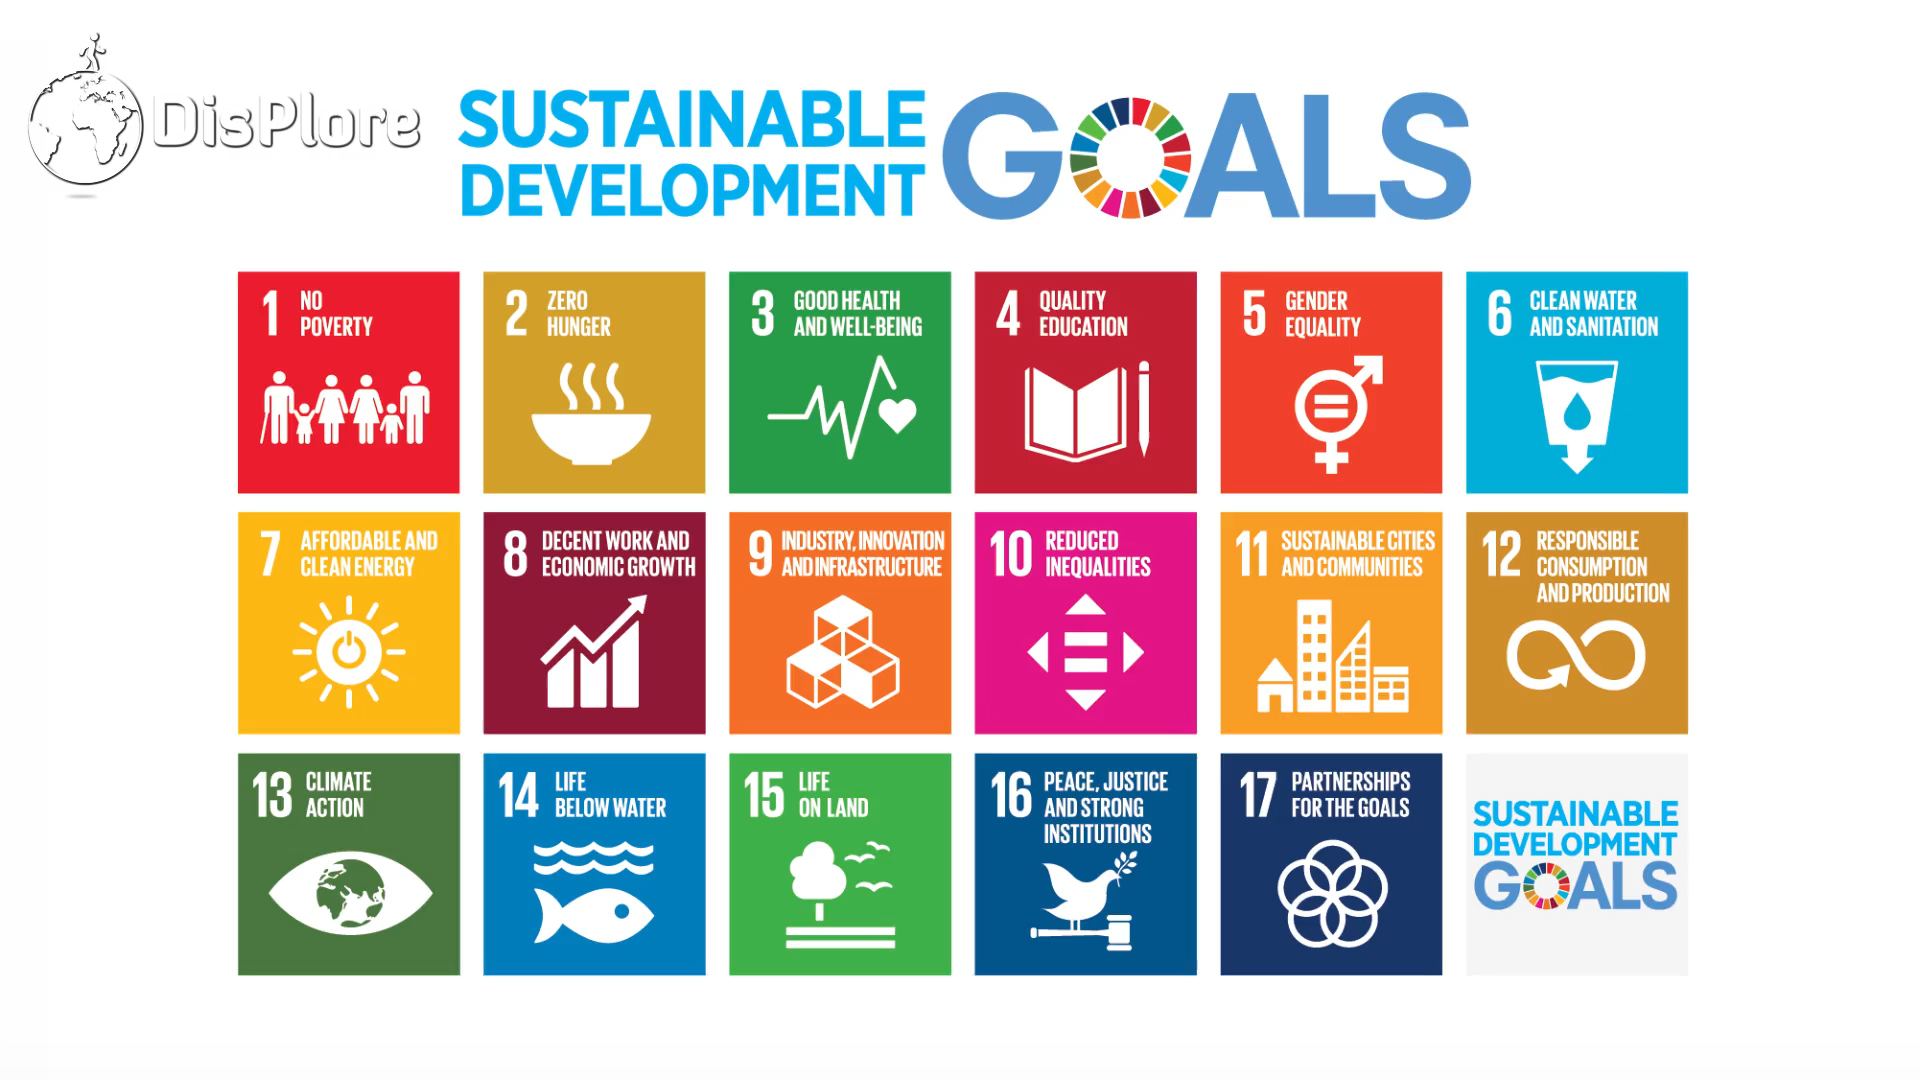 DisPlore
SUSTAINABLE
DEVELOPMENT
GOALS
1 NO
POVERTY
2 ZERO
HUNGER
3 GOOD HEALTH
AND WELL-BEING
4 QUALITY
EDUCATION
5 GENDER
EQUALITY
6 CLEAN WATER
AND SANITATION
7 AFFORDABLE AND
CLEAN ENERGY
8 DECENT WORK AND
ECONOMIC GROWTH
9 INDUSTRY, INNOVATION
AND INFRASTRUCTURE
10 REDUCED
INEQUALITIES
11 SUSTAINABLE CITIES
AND COMMUNITIES
12 RESPONSIBLE
CONSUMPTION
AND PRODUCTION
13 CLIMATE
ACTION
14 LIFE
BELOW WATER
15 LIFE
ON LAND
16 PEACE, JUSTICE
AND STRONG
INSTITUTIONS
17 PARTNERSHIPS
FOR THE GOALS
SUSTAINABLE
DEVELOPMENT
GOALS